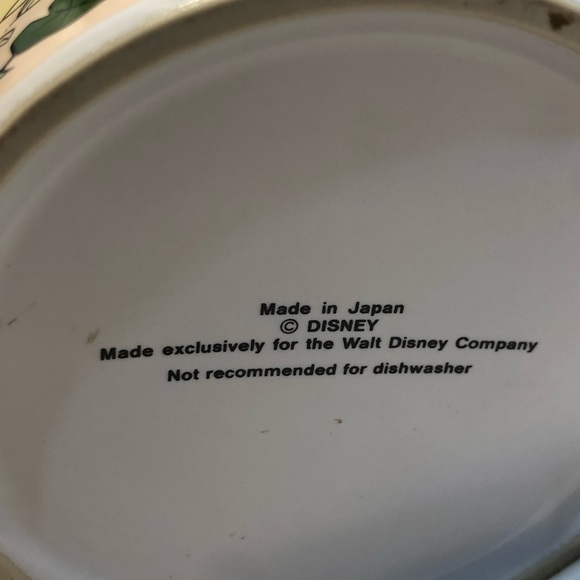 Made in Japan
© DISNEY
Made exclusively for the Walt Disney Company
Not recommended for dishwasher